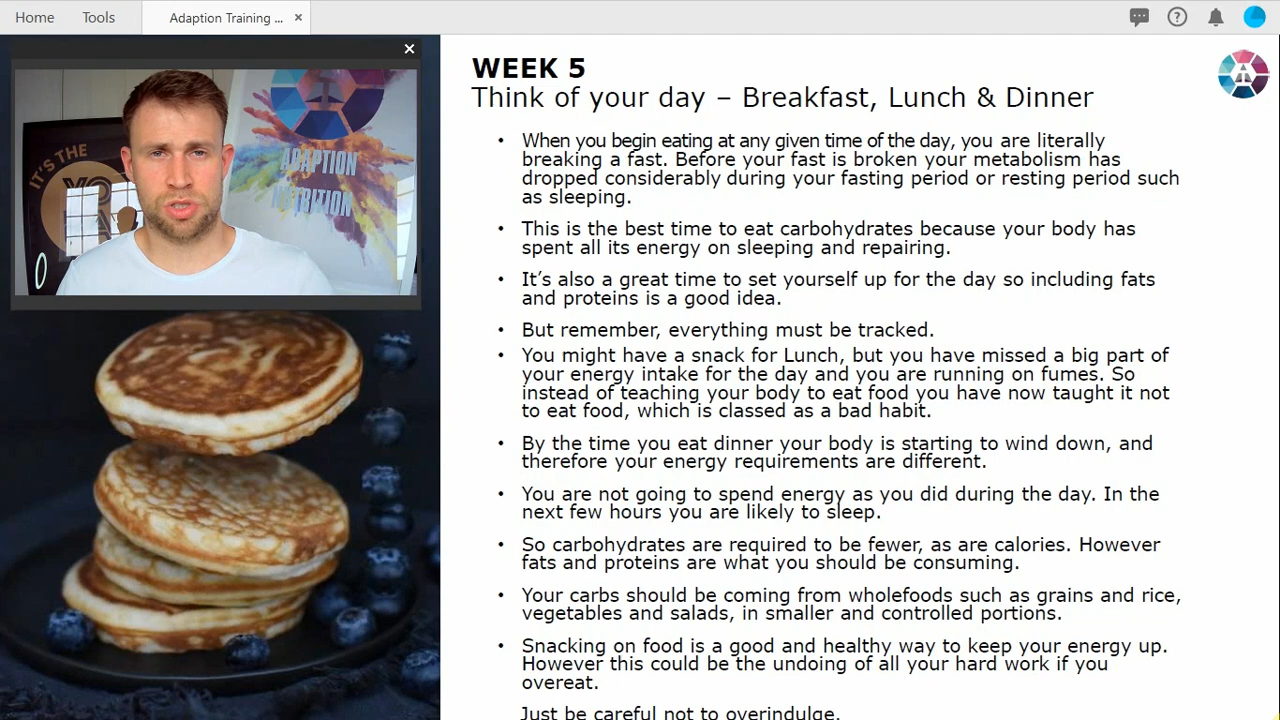 Home
Tools
Adaption Training ...
IT'S THE
ADAPTION
NUTRITION
WEEK 5
Think of your day – Breakfast, Lunch & Dinner
• When you begin eating at any given time of the day, you are literally
breaking a fast. Before your fast is broken your metabolism has
dropped considerably during your fasting period or resting period such
as sleeping.
• This is the best time to eat carbohydrates because your body has
spent all its energy on sleeping and repairing.
• It’s also a great time to set yourself up for the day so including fats
and proteins is a good idea.
• But remember, everything must be tracked.
• You might have a snack for Lunch, but you have missed a big part of
your energy intake for the day and you are running on fumes. So
instead of teaching your body to eat food you have now taught it not
to eat food, which is classed as a bad habit.
• By the time you eat dinner your body is starting to wind down, and
therefore your energy requirements are different.
• You are not going to spend energy as you did during the day. In the
next few hours you are likely to sleep.
• So carbohydrates are required to be fewer, as are calories. However
fats and proteins are what you should be consuming.
• Your carbs should be coming from wholefoods such as grains and rice,
vegetables and salads, in smaller and controlled portions.
• Snacking on food is a good and healthy way to keep your energy up.
However this could be the undoing of all your hard work if you
overeat.
Just be careful not to overindulge.